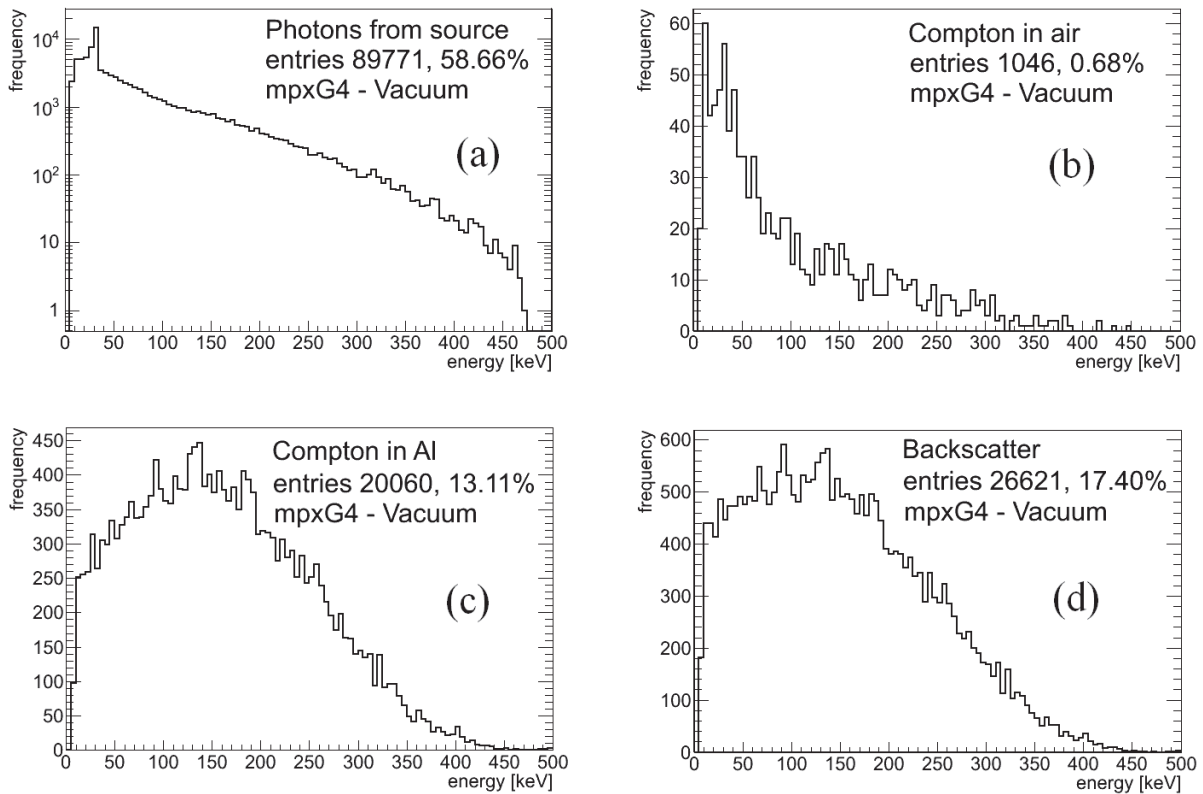 frequency
Photons from source
entries 89771, 58.66%
mpxG4 - Vacuum
(a)
10⁴
10³
10²
10
1
0 50 100 150 200 250 300 350 400 450 500
energy [keV]
frequency
Compton in air
entries 1046, 0.68%
mpxG4 - Vacuum
(b)
60
50
40
30
20
10
0
0 50 100 150 200 250 300 350 400 450 500
energy [keV]
frequency
Compton in Al
entries 20060, 13.11%
mpxG4 - Vacuum
(c)
450
400
350
300
250
200
150
100
50
0
0 50 100 150 200 250 300 350 400 450 500
energy [keV]
frequency
Backscatter
entries 26621, 17.40%
mpxG4 - Vacuum
(d)
600
500
400
300
200
100
0
0 50 100 150 200 250 300 350 400 450 500
energy [keV]